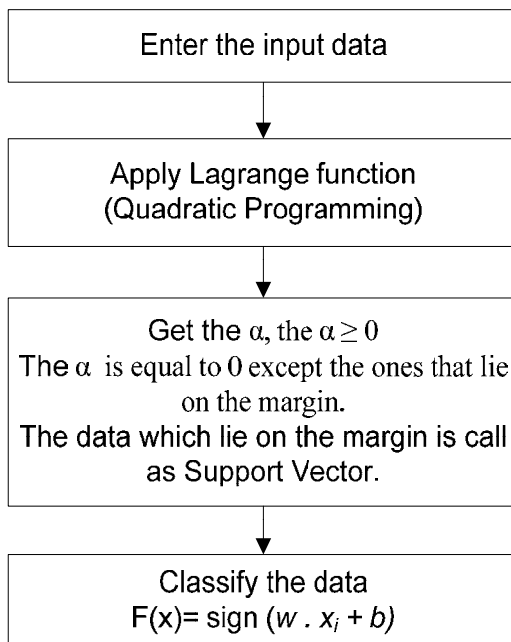 Enter the input data
Apply Lagrange function
(Quadratic Programming)
Get the α, the α ≥ 0
The α is equal to 0 except the ones that lie
on the margin.
The data which lie on the margin is call
as Support Vector.
Classify the data
F(x)= sign (w . xᵢ + b)